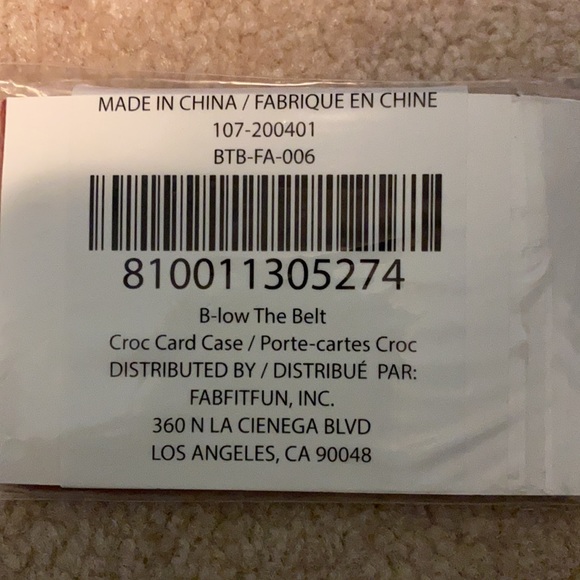 MADE IN CHINA / FABRIQUE EN CHINE
107-200401
BTB-FA-006
810011305274
B-low The Belt
Croc Card Case / Porte-cartes Croc
DISTRIBUTED BY / DISTRIBUÉ PAR:
FABFITFUN, INC.
360 N LA CIENEGA BLVD
LOS ANGELES, CA 90048